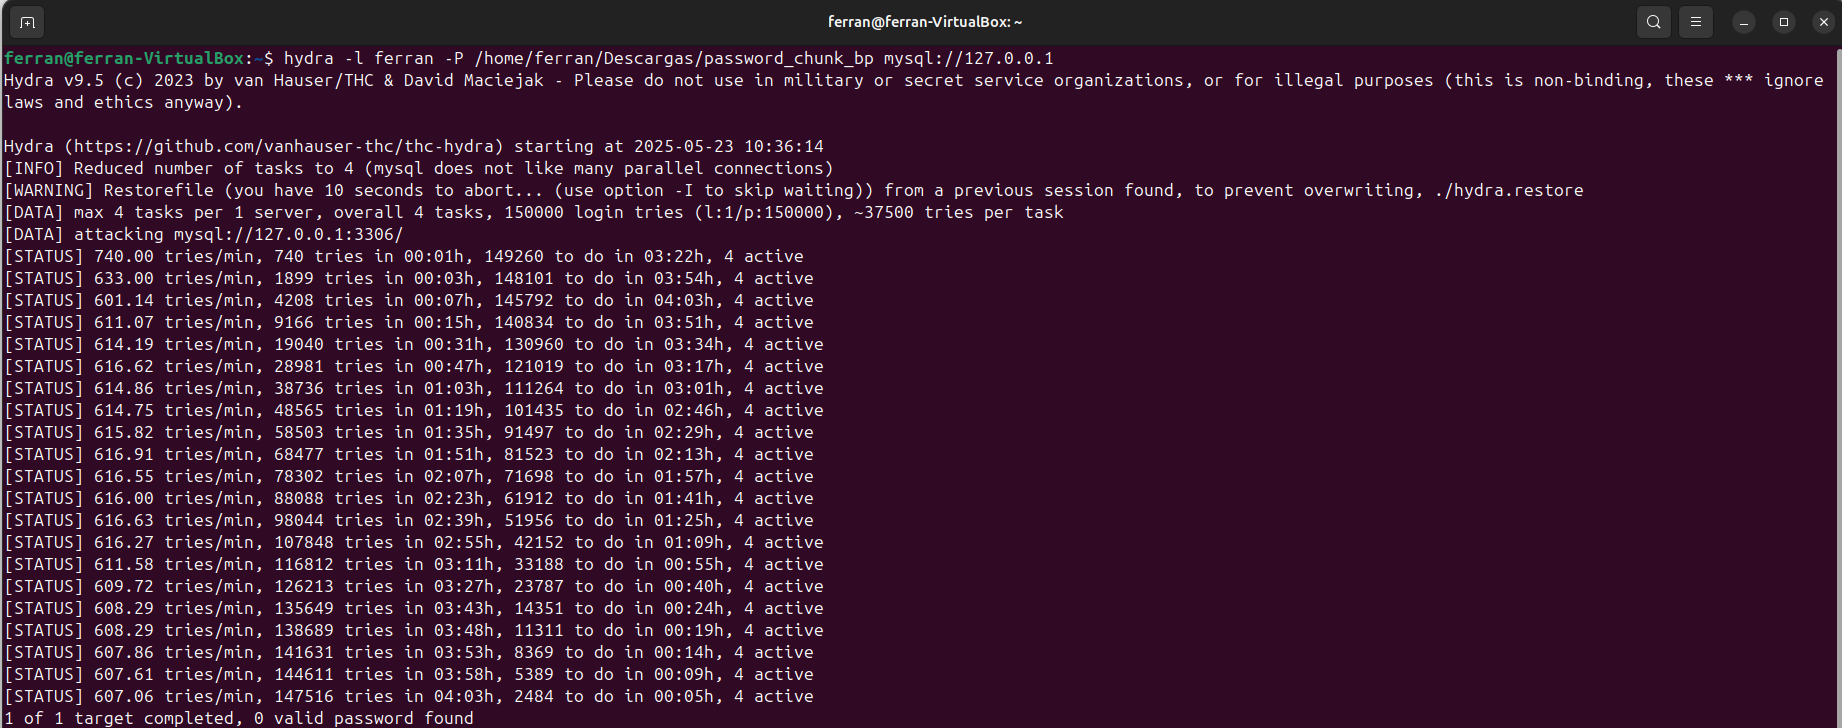 ferran@ferran-VirtualBox: ~
ferran@ferran-VirtualBox:~$ hydra -l ferran -P /home/ferran/Descargas/password_chunk_bp mysql://127.0.0.1
Hydra v9.5 (c) 2023 by van Hauser/THC & David Maciejak - Please do not use in military or secret service organizations, or for illegal purposes (this is non-binding, these *** ignore
laws and ethics anyway).
Hydra (https://github.com/vanhauser-thc/thc-hydra) starting at 2025-05-23 10:36:14
[INFO] Reduced number of tasks to 4 (mysql does not like many parallel connections)
[WARNING] Restorefile (you have 10 seconds to abort... (use option -I to skip waiting)) from a previous session found, to prevent overwriting, ./hydra.restore
[DATA] max 4 tasks per 1 server, overall 4 tasks, 150000 login tries (l:1/p:150000), ~37500 tries per task
[DATA] attacking mysql://127.0.0.1:3306/
[STATUS] 740.00 tries/min, 740 tries in 00:01h, 149260 to do in 03:22h, 4 active
[STATUS] 633.00 tries/min, 1899 tries in 00:03h, 148101 to do in 03:54h, 4 active
[STATUS] 601.14 tries/min, 4208 tries in 00:07h, 145792 to do in 04:03h, 4 active
[STATUS] 611.07 tries/min, 9166 tries in 00:15h, 140834 to do in 03:51h, 4 active
[STATUS] 614.19 tries/min, 19040 tries in 00:31h, 130960 to do in 03:34h, 4 active
[STATUS] 616.62 tries/min, 28981 tries in 00:47h, 121019 to do in 03:17h, 4 active
[STATUS] 614.86 tries/min, 38736 tries in 01:03h, 111264 to do in 03:01h, 4 active
[STATUS] 614.75 tries/min, 48565 tries in 01:19h, 101435 to do in 02:46h, 4 active
[STATUS] 615.82 tries/min, 58503 tries in 01:35h, 91497 to do in 02:29h, 4 active
[STATUS] 616.91 tries/min, 68477 tries in 01:51h, 81523 to do in 02:13h, 4 active
[STATUS] 616.55 tries/min, 78302 tries in 02:07h, 71698 to do in 01:57h, 4 active
[STATUS] 616.00 tries/min, 88088 tries in 02:23h, 61912 to do in 01:41h, 4 active
[STATUS] 616.63 tries/min, 98044 tries in 02:39h, 51956 to do in 01:25h, 4 active
[STATUS] 616.27 tries/min, 107848 tries in 02:55h, 42152 to do in 01:09h, 4 active
[STATUS] 611.58 tries/min, 116812 tries in 03:11h, 33188 to do in 00:55h, 4 active
[STATUS] 609.72 tries/min, 126213 tries in 03:27h, 23787 to do in 00:40h, 4 active
[STATUS] 608.29 tries/min, 135649 tries in 03:43h, 14351 to do in 00:24h, 4 active
[STATUS] 608.29 tries/min, 138689 tries in 03:48h, 11311 to do in 00:19h, 4 active
[STATUS] 607.86 tries/min, 141631 tries in 03:53h, 8369 to do in 00:14h, 4 active
[STATUS] 607.61 tries/min, 144611 tries in 03:58h, 5389 to do in 00:09h, 4 active
[STATUS] 607.06 tries/min, 147516 tries in 04:03h, 2484 to do in 00:05h, 4 active
1 of 1 target completed, 0 valid password found